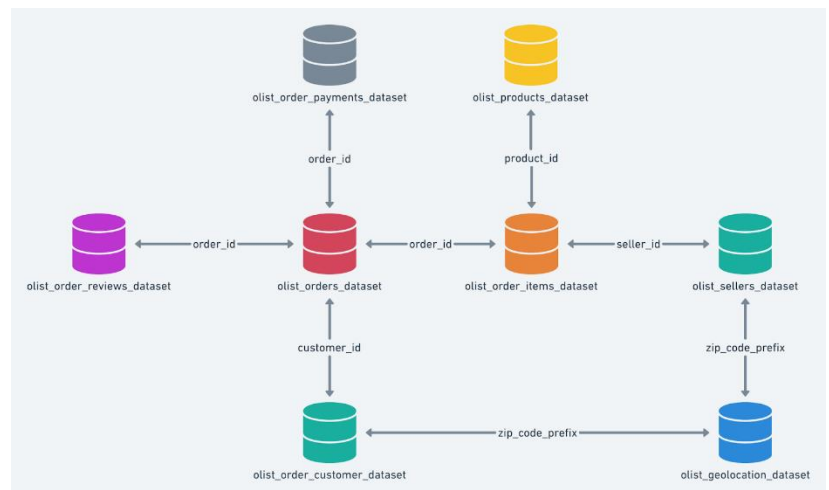 olist_order_payments_dataset
olist_products_dataset
order_id
product_id
order_id
order_id
seller_id
olist_order_reviews_dataset
olist_orders_dataset
olist_order_items_dataset
olist_sellers_dataset
customer_id
zip_code_prefix
zip_code_prefix
olist_order_customer_dataset
olist_geolocation_dataset